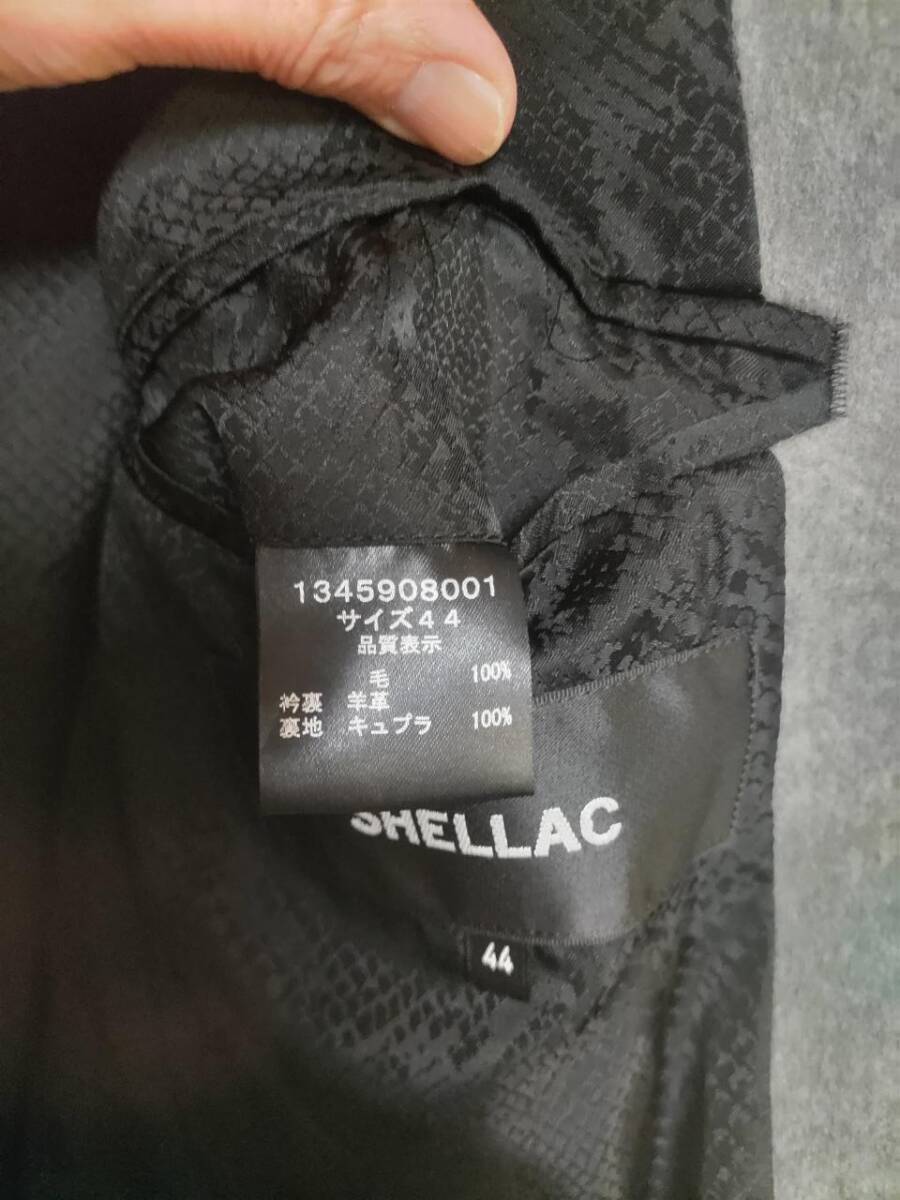 1345908001
サイズ44
品質表示
毛 100%
衿裏 羊革
裏地 キュプラ 100%
SHELLAC
44